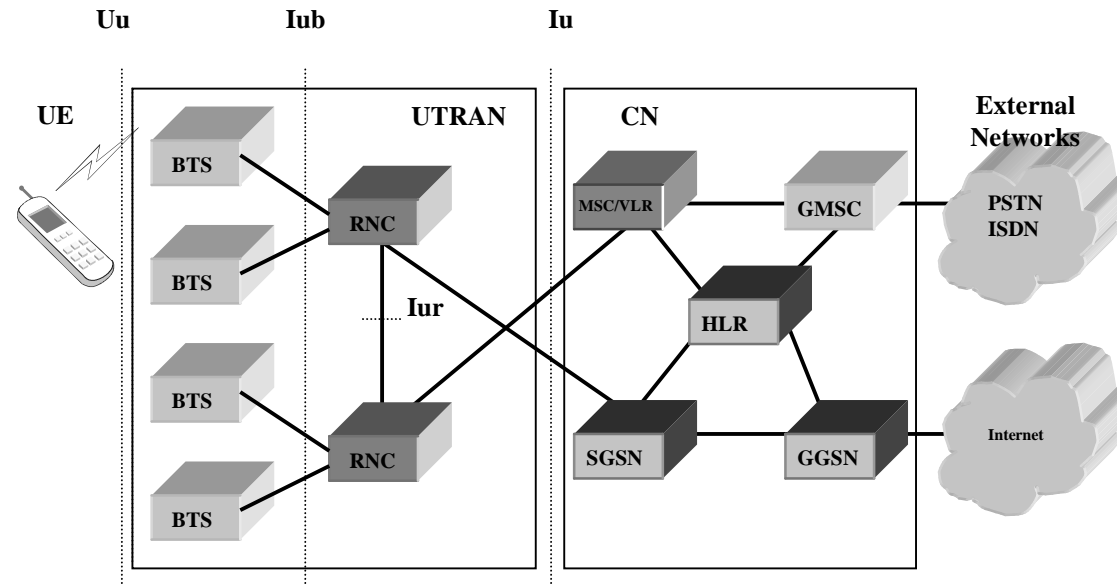 Uu
Iub
Iu
UE
UTRAN
CN
External
Networks
BTS
BTS
BTS
BTS
RNC
RNC
Iur
MSC/VLR
GMSC
HLR
SGSN
GGSN
PSTN
ISDN
Internet